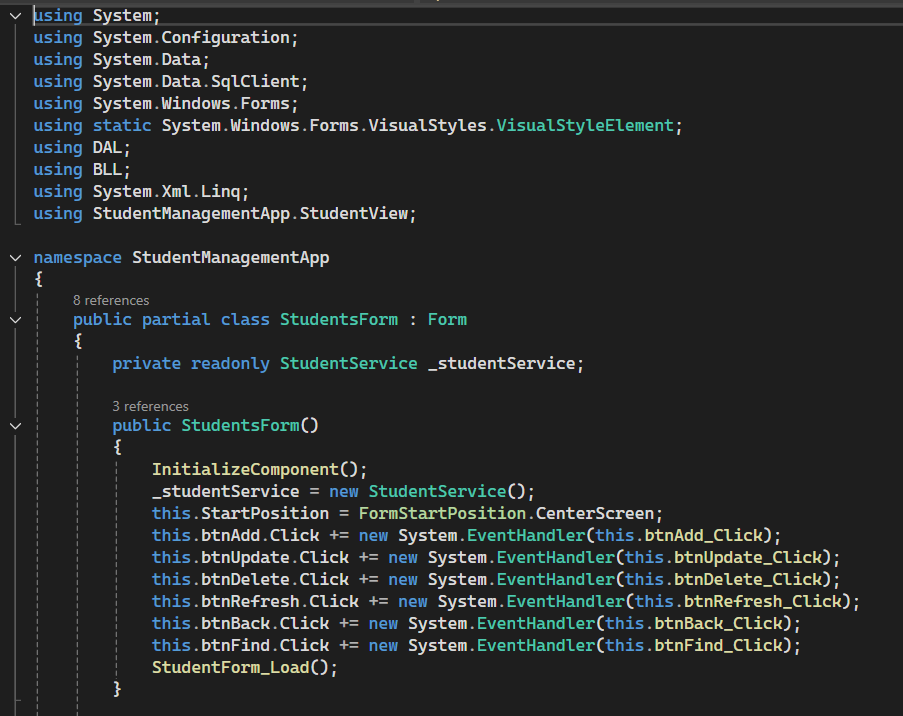 using System;
using System.Configuration;
using System.Data;
using System.Data.SqlClient;
using System.Windows.Forms;
using static System.Windows.Forms.VisualStyles.VisualStyleElement;
using DAL;
using BLL;
using System.Xml.Linq;
using StudentManagementApp.StudentView;

namespace StudentManagementApp
{
8 references
public partial class StudentsForm : Form
{
private readonly StudentService _studentService;

3 references
public StudentsForm()
{
InitializeComponent();
_studentService = new StudentService();
this.StartPosition = FormStartPosition.CenterScreen;
this.btnAdd.Click += new System.EventHandler(this.btnAdd_Click);
this.btnUpdate.Click += new System.EventHandler(this.btnUpdate_Click);
this.btnDelete.Click += new System.EventHandler(this.btnDelete_Click);
this.btnRefresh.Click += new System.EventHandler(this.btnRefresh_Click);
this.btnBack.Click += new System.EventHandler(this.btnBack_Click);
this.btnFind.Click += new System.EventHandler(this.btnFind_Click);
StudentForm_Load();
}